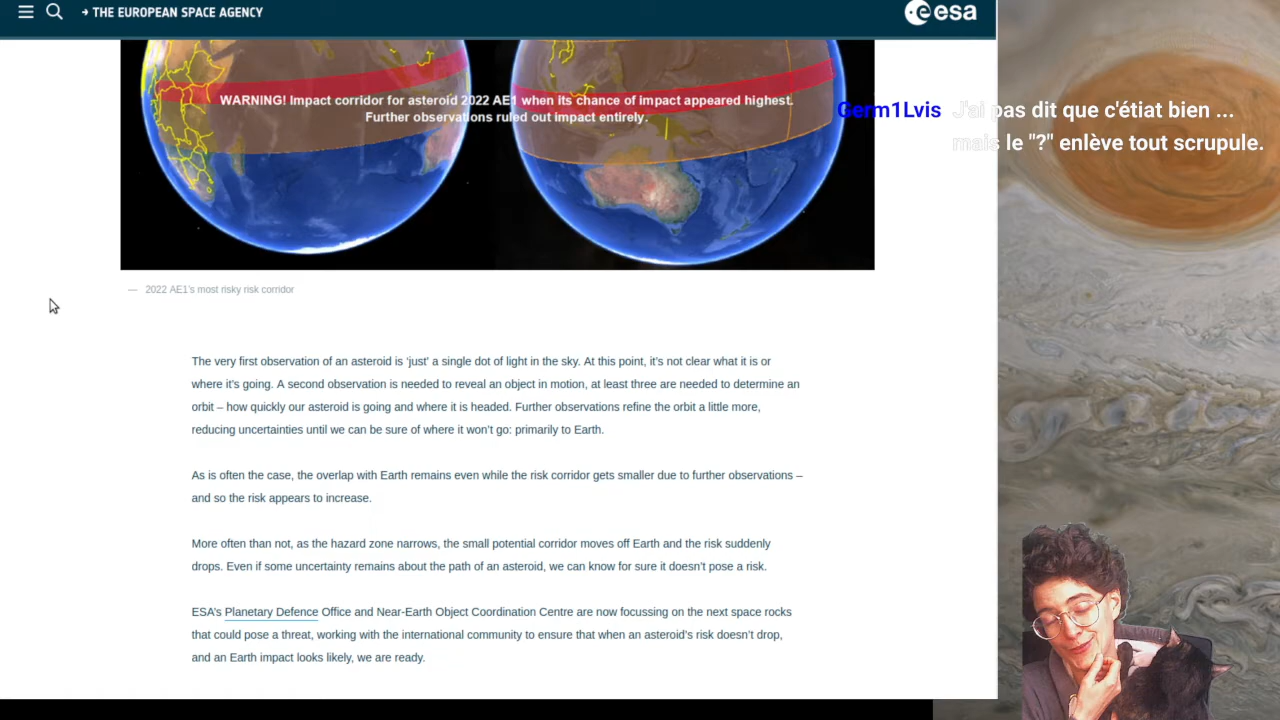 → THE EUROPEAN SPACE AGENCY
esa
WARNING! Impact corridor for asteroid 2022 AE1 when its chance of impact appeared highest.
Further observations ruled out impact entirely.
Germ1Lvis J'ai pas dit que c'étiat bien ...
mais le "?" enlève tout scrupule.
— 2022 AE1's most risky risk corridor
The very first observation of an asteroid is ‘just’ a single dot of light in the sky. At this point, it’s not clear what it is or
where it’s going. A second observation is needed to reveal an object in motion, at least three are needed to determine an
orbit – how quickly our asteroid is going and where it is headed. Further observations refine the orbit a little more,
reducing uncertainties until we can be sure of where it won’t go: primarily to Earth.
As is often the case, the overlap with Earth remains even while the risk corridor gets smaller due to further observations –
and so the risk appears to increase.
More often than not, as the hazard zone narrows, the small potential corridor moves off Earth and the risk suddenly
drops. Even if some uncertainty remains about the path of an asteroid, we can know for sure it doesn’t pose a risk.
ESA’s Planetary Defence Office and Near-Earth Object Coordination Centre are now focussing on the next space rocks
that could pose a threat, working with the international community to ensure that when an asteroid’s risk doesn’t drop,
and an Earth impact looks likely, we are ready.